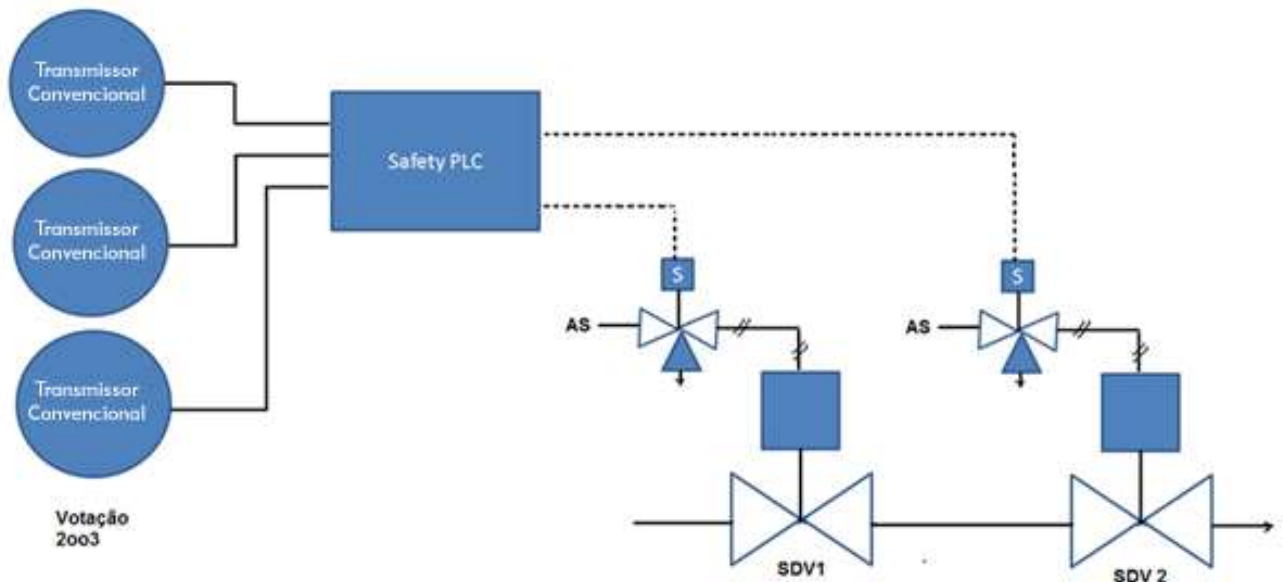 Transmissor
Convencional
Transmissor
Convencional
Transmissor
Convencional
Votação
2oo3
Safety PLC
S
AS
SDV1
S
AS
SDV 2